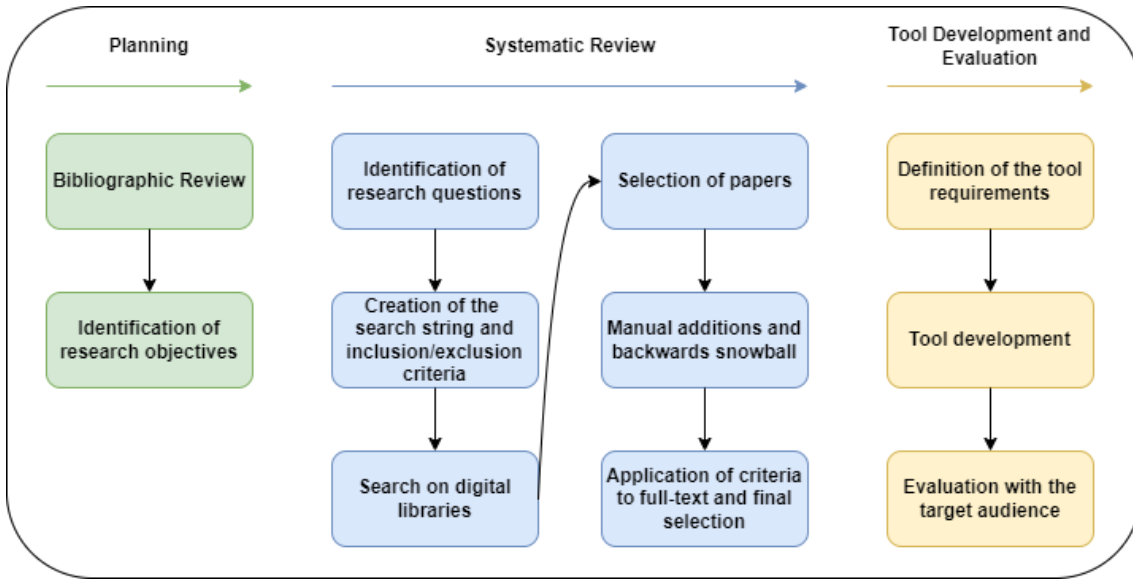 Planning
Bibliographic Review
Identification of
research objectives
Systematic Review
Identification of
research questions
Creation of the
search string and
inclusion/exclusion
criteria
Search on digital
libraries
Selection of papers
Manual additions and
backwards snowball
Application of criteria
to full-text and final
selection
Tool Development and
Evaluation
Definition of the tool
requirements
Tool development
Evaluation with the
target audience